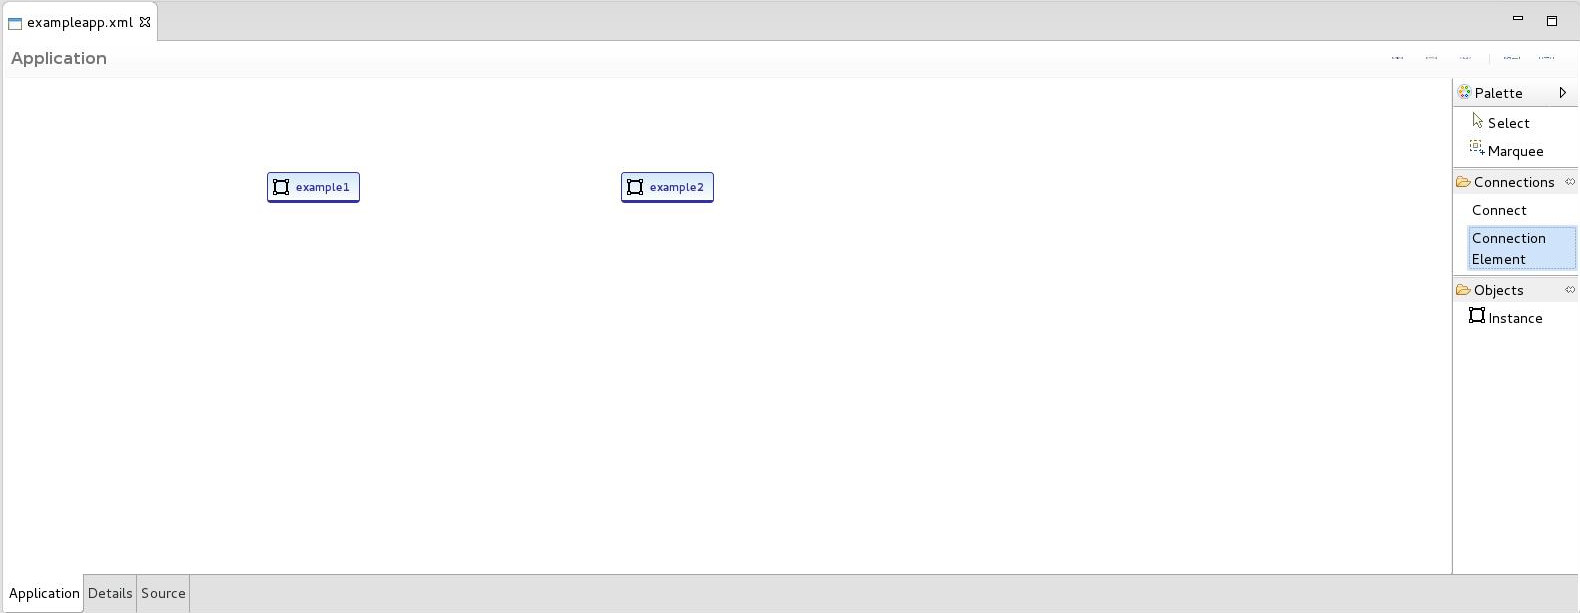 exampleapp.xml
Application
Palette
Select
Marquee
example1
example2
Connections
Connect
Connection
Element
Objects
Instance
Application
Details
Source